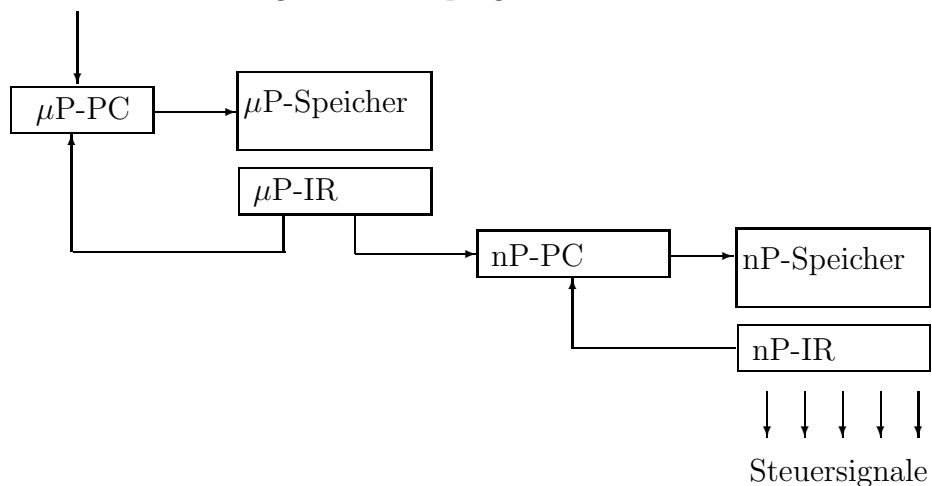 μP-PC
μP-Speicher
μP-IR
nP-PC
nP-Speicher
nP-IR
Steuersignale